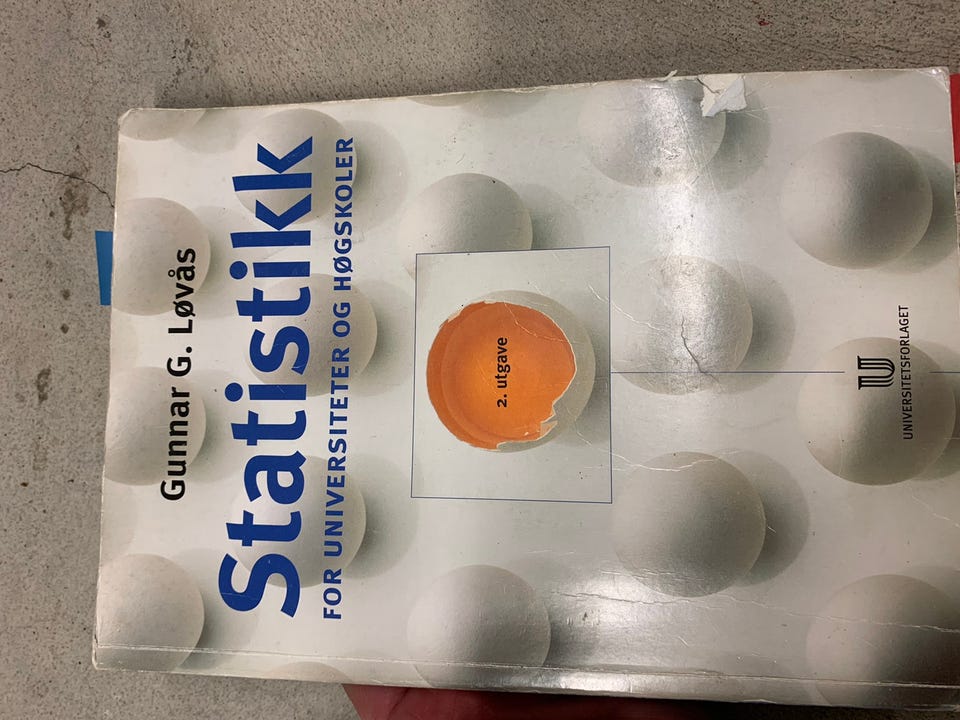 Gunnar G. Løvås
Statistikk
FOR UNIVERSITETER OG HØGSKOLER
2. utgave
UNIVERSITETSFORLAGET